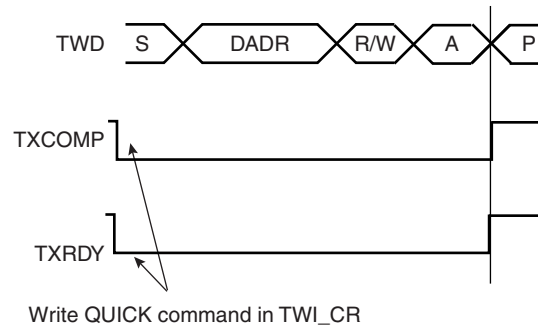 TWD S DADR R/W A P
TXCOMP
TXRDY
Write QUICK command in TWI_CR